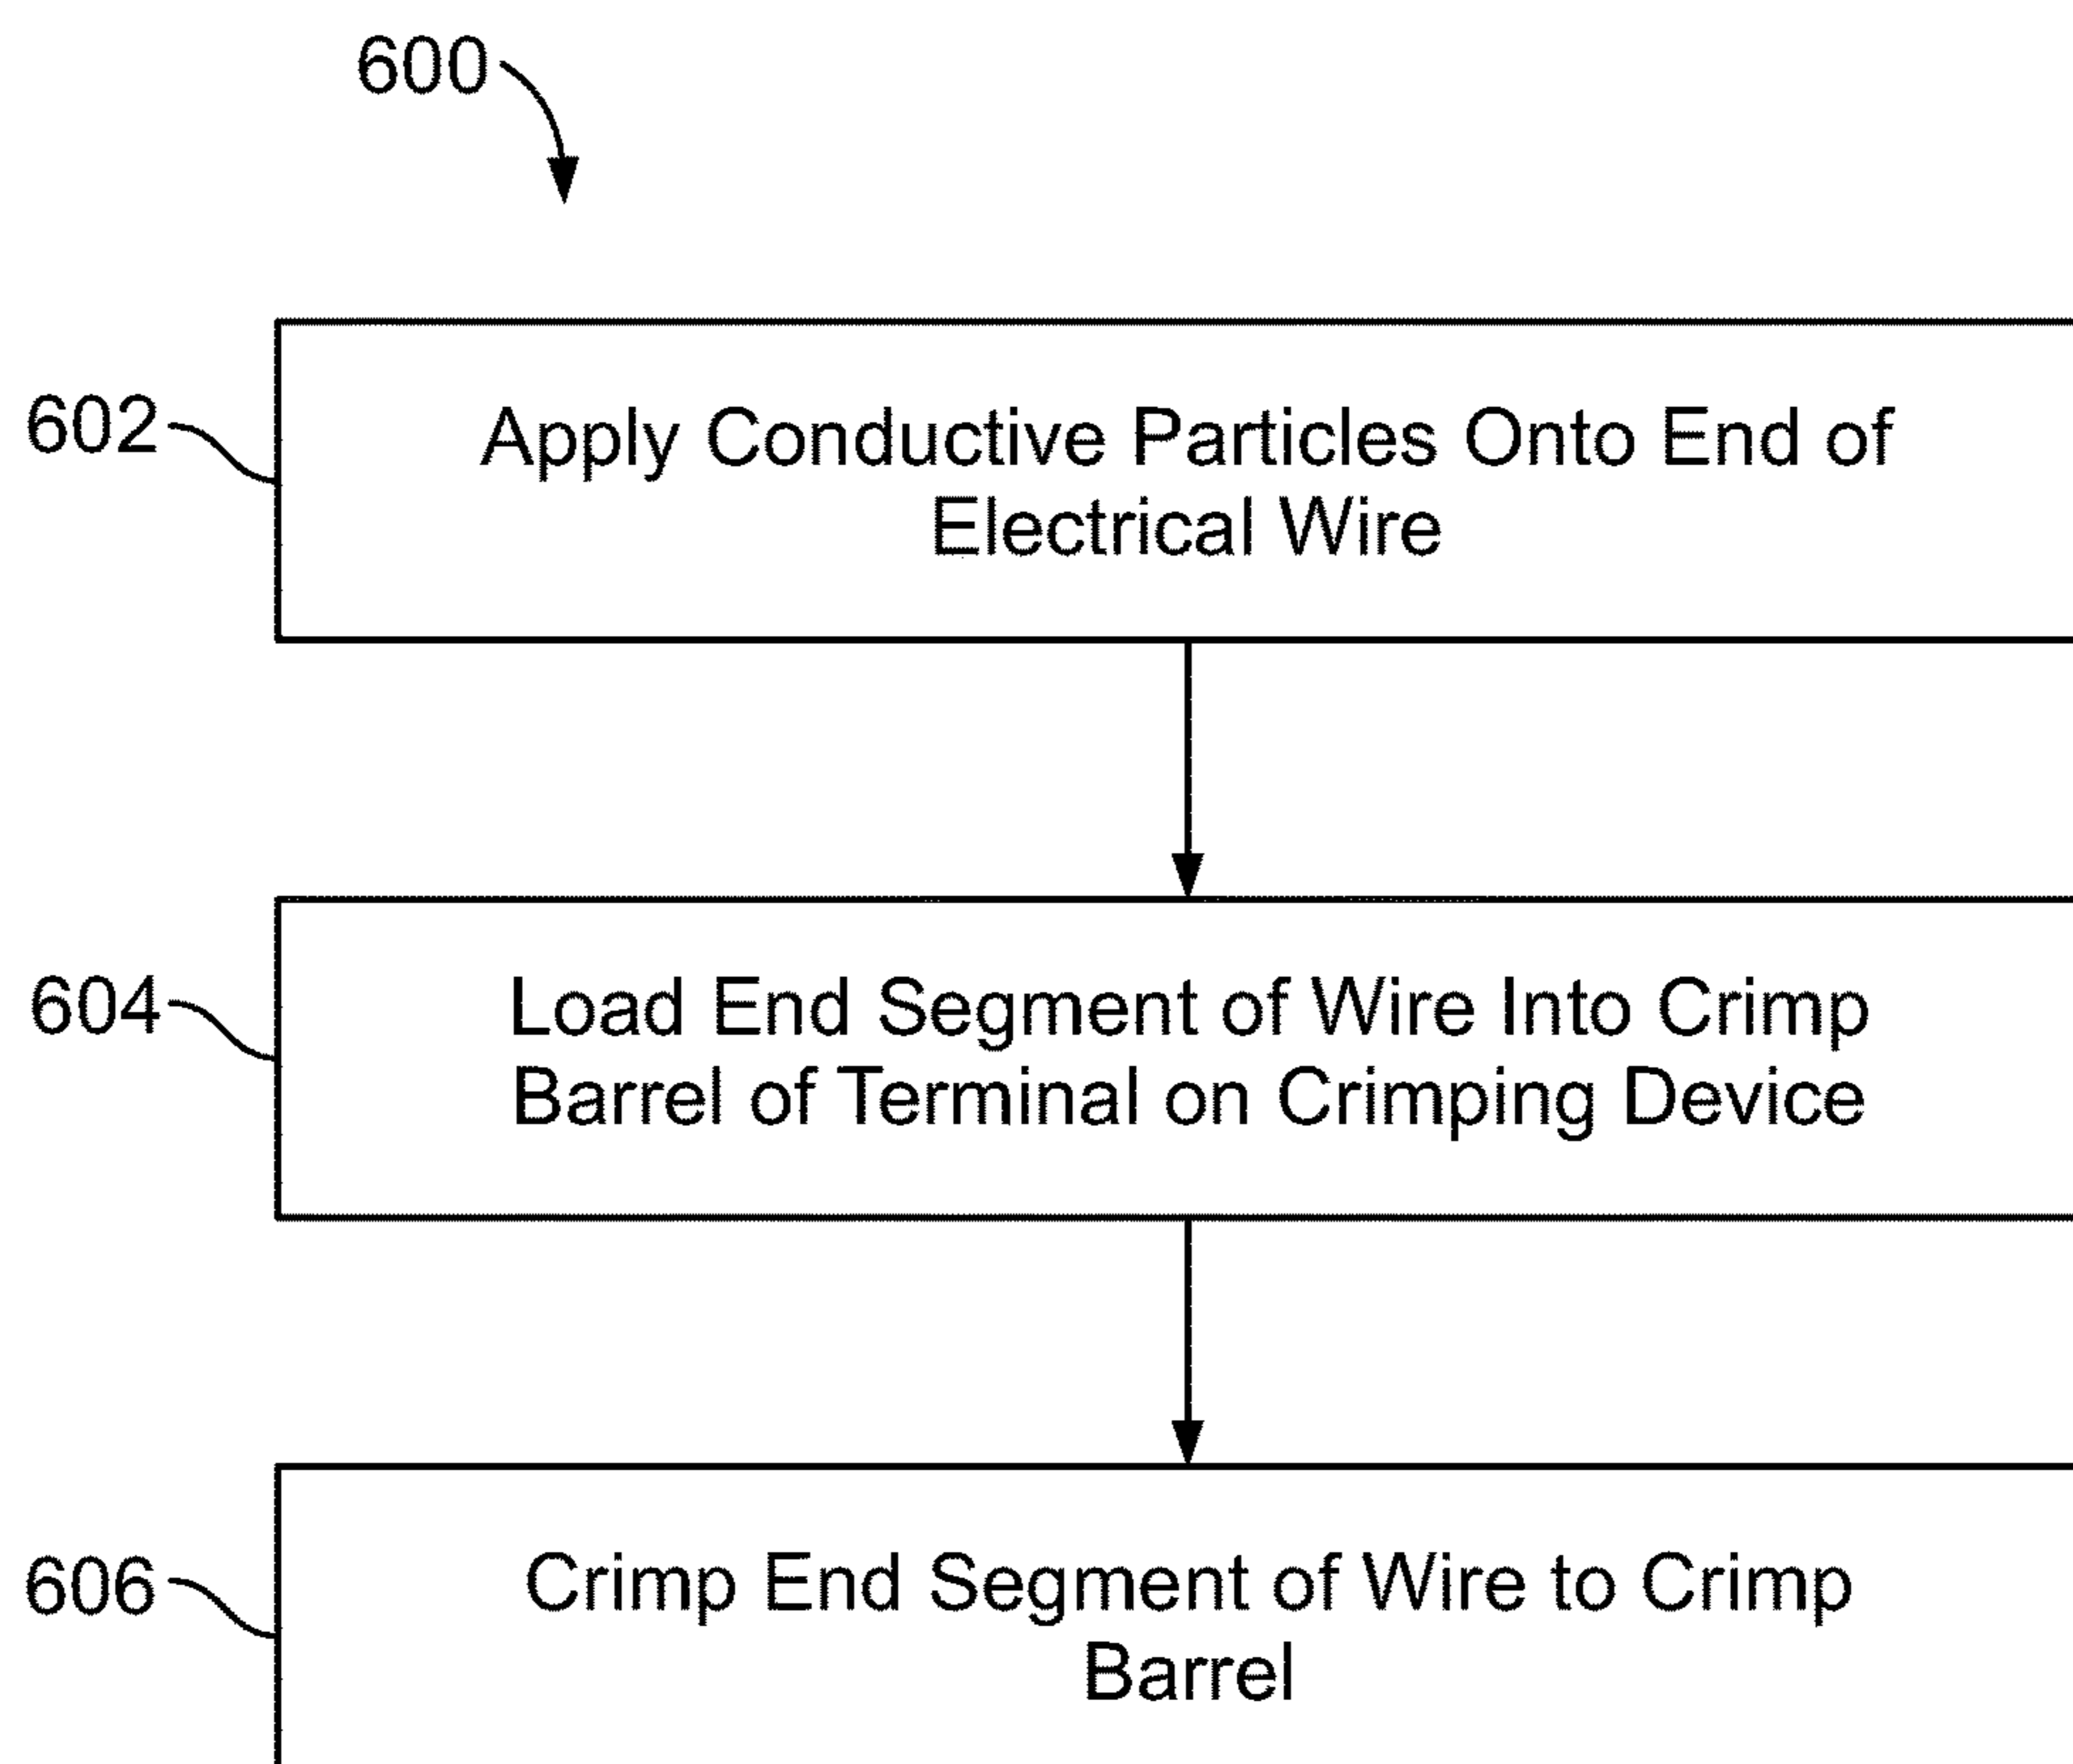 600
602
Apply Conductive Particles Onto End of
Electrical Wire
604
Load End Segment of Wire Into Crimp
Barrel of Terminal on Crimping Device
606
Crimp End Segment of Wire to Crimp
Barrel